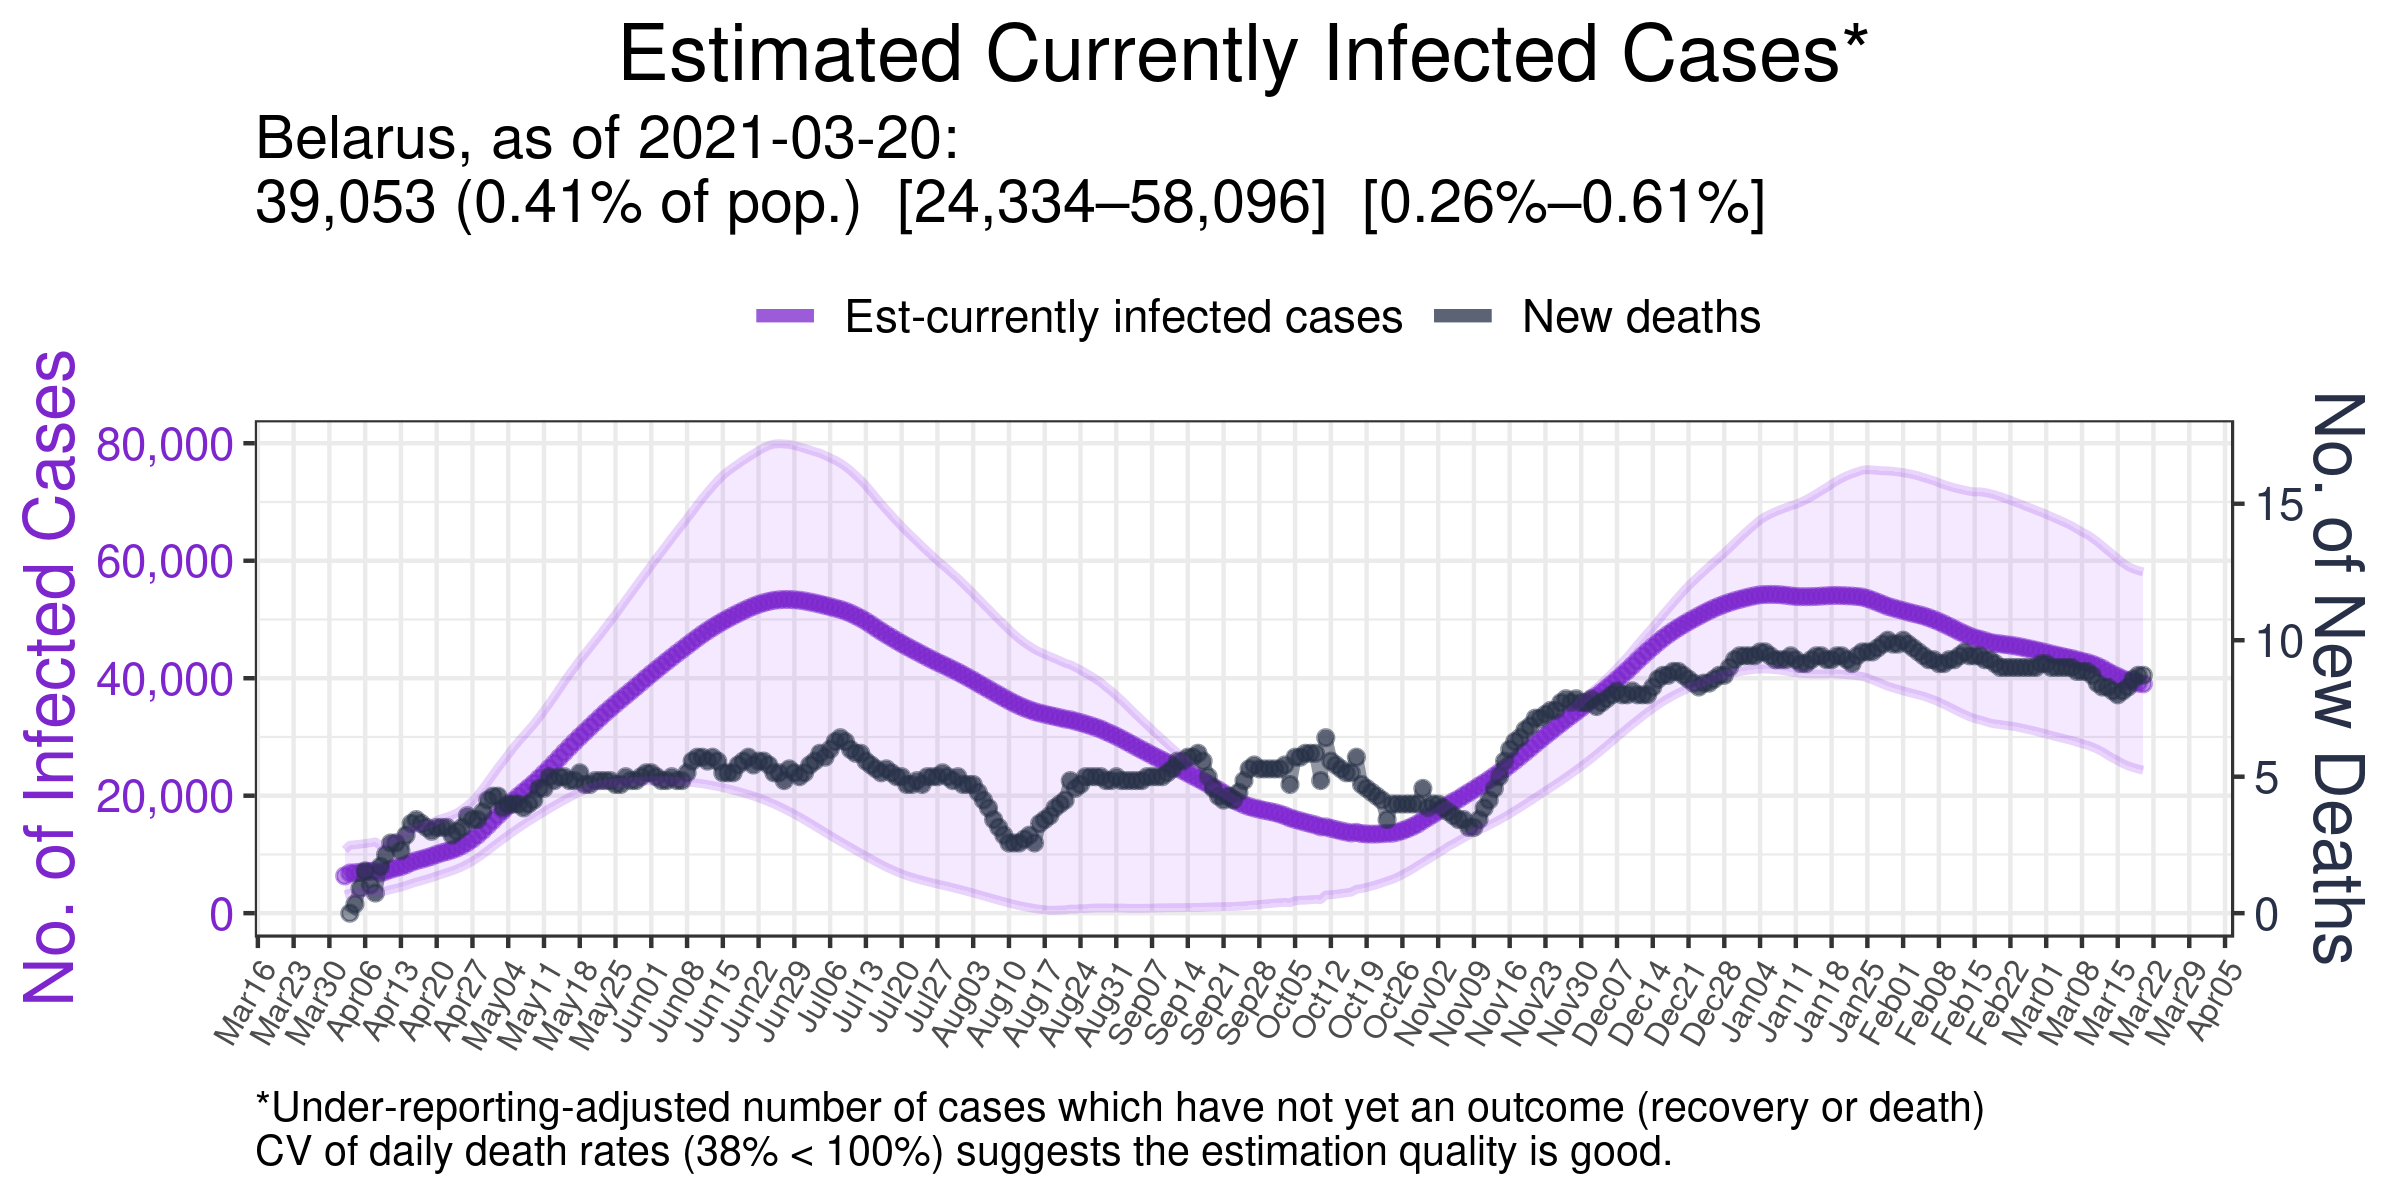 Estimated Currently Infected Cases*
Belarus, as of 2021-03-20:
39,053 (0.41% of pop.) [24,334–58,096] [0.26%–0.61%]
Est-currently infected cases New deaths
No. of Infected Cases
80,000
60,000
40,000
20,000
0
15
10
5
0
No. of New Deaths
Mar16 Mar23 Mar30 Apr06 Apr13 Apr20 Apr27 May04 May11 May18 May25 Jun01 Jun08 Jun15 Jun22 Jun29 Jul06 Jul13 Jul20 Jul27 Aug03 Aug10 Aug17 Aug24 Aug31 Sep07 Sep14 Sep21 Sep28 Oct05 Oct12 Oct19 Oct26 Nov02 Nov09 Nov16 Nov23 Nov30 Dec07 Dec14 Dec21 Dec28 Jan04 Jan11 Jan18 Jan25 Feb01 Feb08 Feb15 Feb22 Mar01 Mar08 Mar15 Mar22 Mar29 Apr05
*Under-reporting-adjusted number of cases which have not yet an outcome (recovery or death)
CV of daily death rates (38% < 100%) suggests the estimation quality is good.